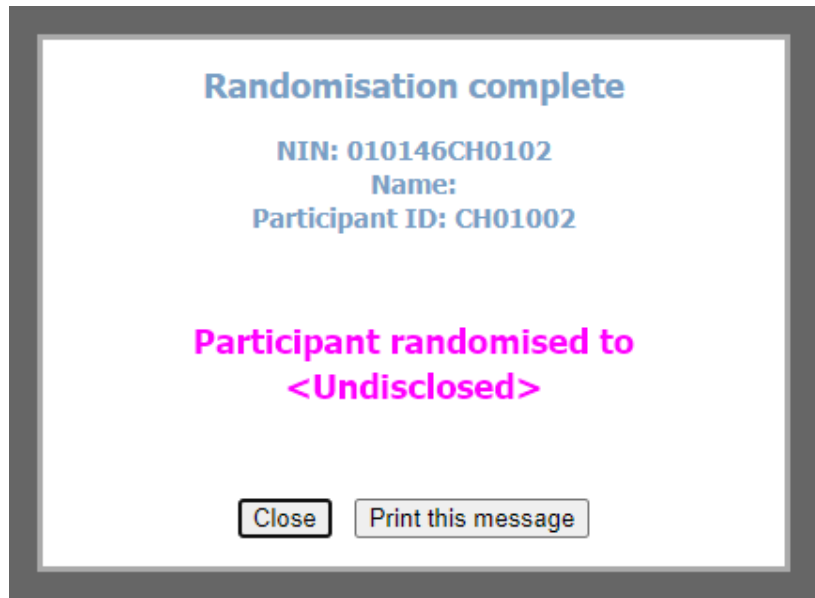 Randomisation complete
NIN: 010146CH0102
Name:
Participant ID: CH01002
Participant randomised to
<Undisclosed>
Close
Print this message